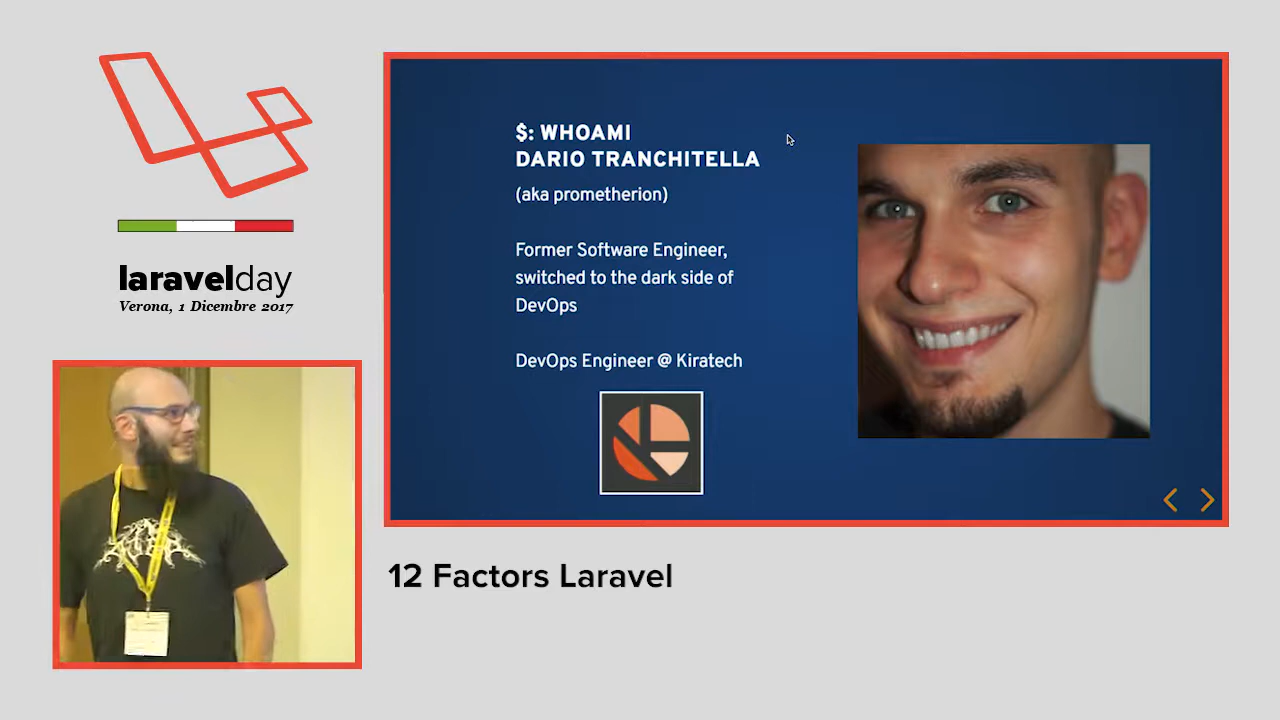 laravelday
Verona, 1 Dicembre 2017
$: WHOAMI
DARIO TRANCHITELLA
(aka prometherion)
Former Software Engineer,
switched to the dark side of
DevOps
DevOps Engineer @ Kiratech
12 Factors Laravel